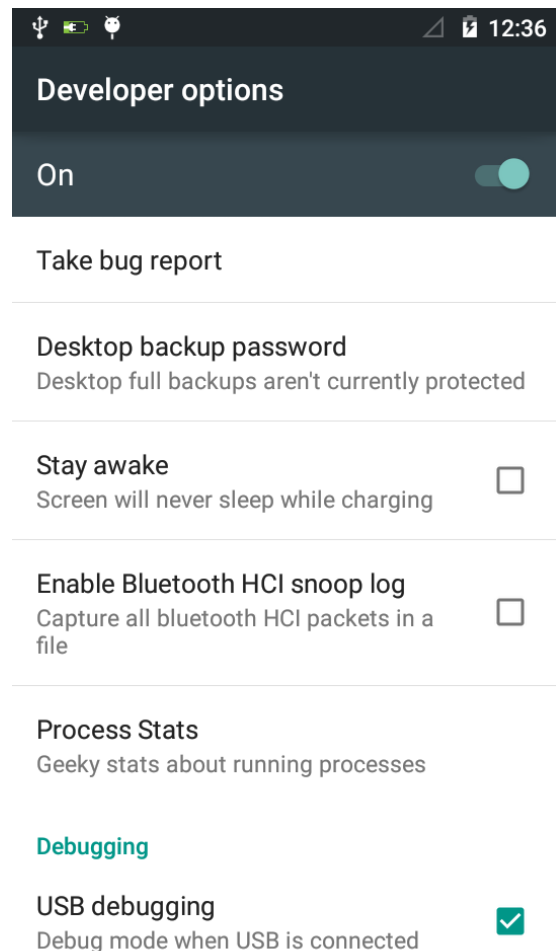 12:36
Developer options
On
Take bug report
Desktop backup password
Desktop full backups aren't currently protected
Stay awake
Screen will never sleep while charging
Enable Bluetooth HCI snoop log
Capture all bluetooth HCI packets in a
file
Process Stats
Geeky stats about running processes
Debugging
USB debugging
Debug mode when USB is connected